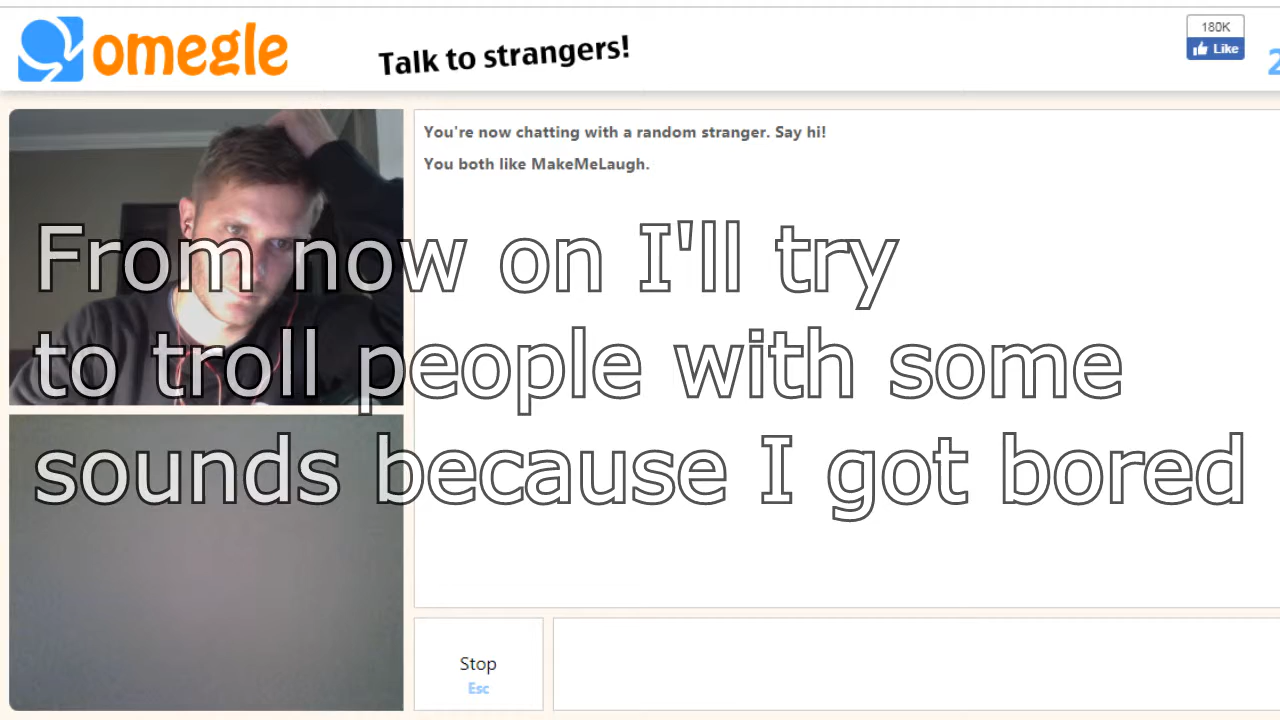 omegle
Talk to strangers!
180K
Like
2
You're now chatting with a random stranger. Say hi!
You both like MakeMeLaugh.
From now on I'll try
to troll people with some
sounds because I got bored
Stop
Esc